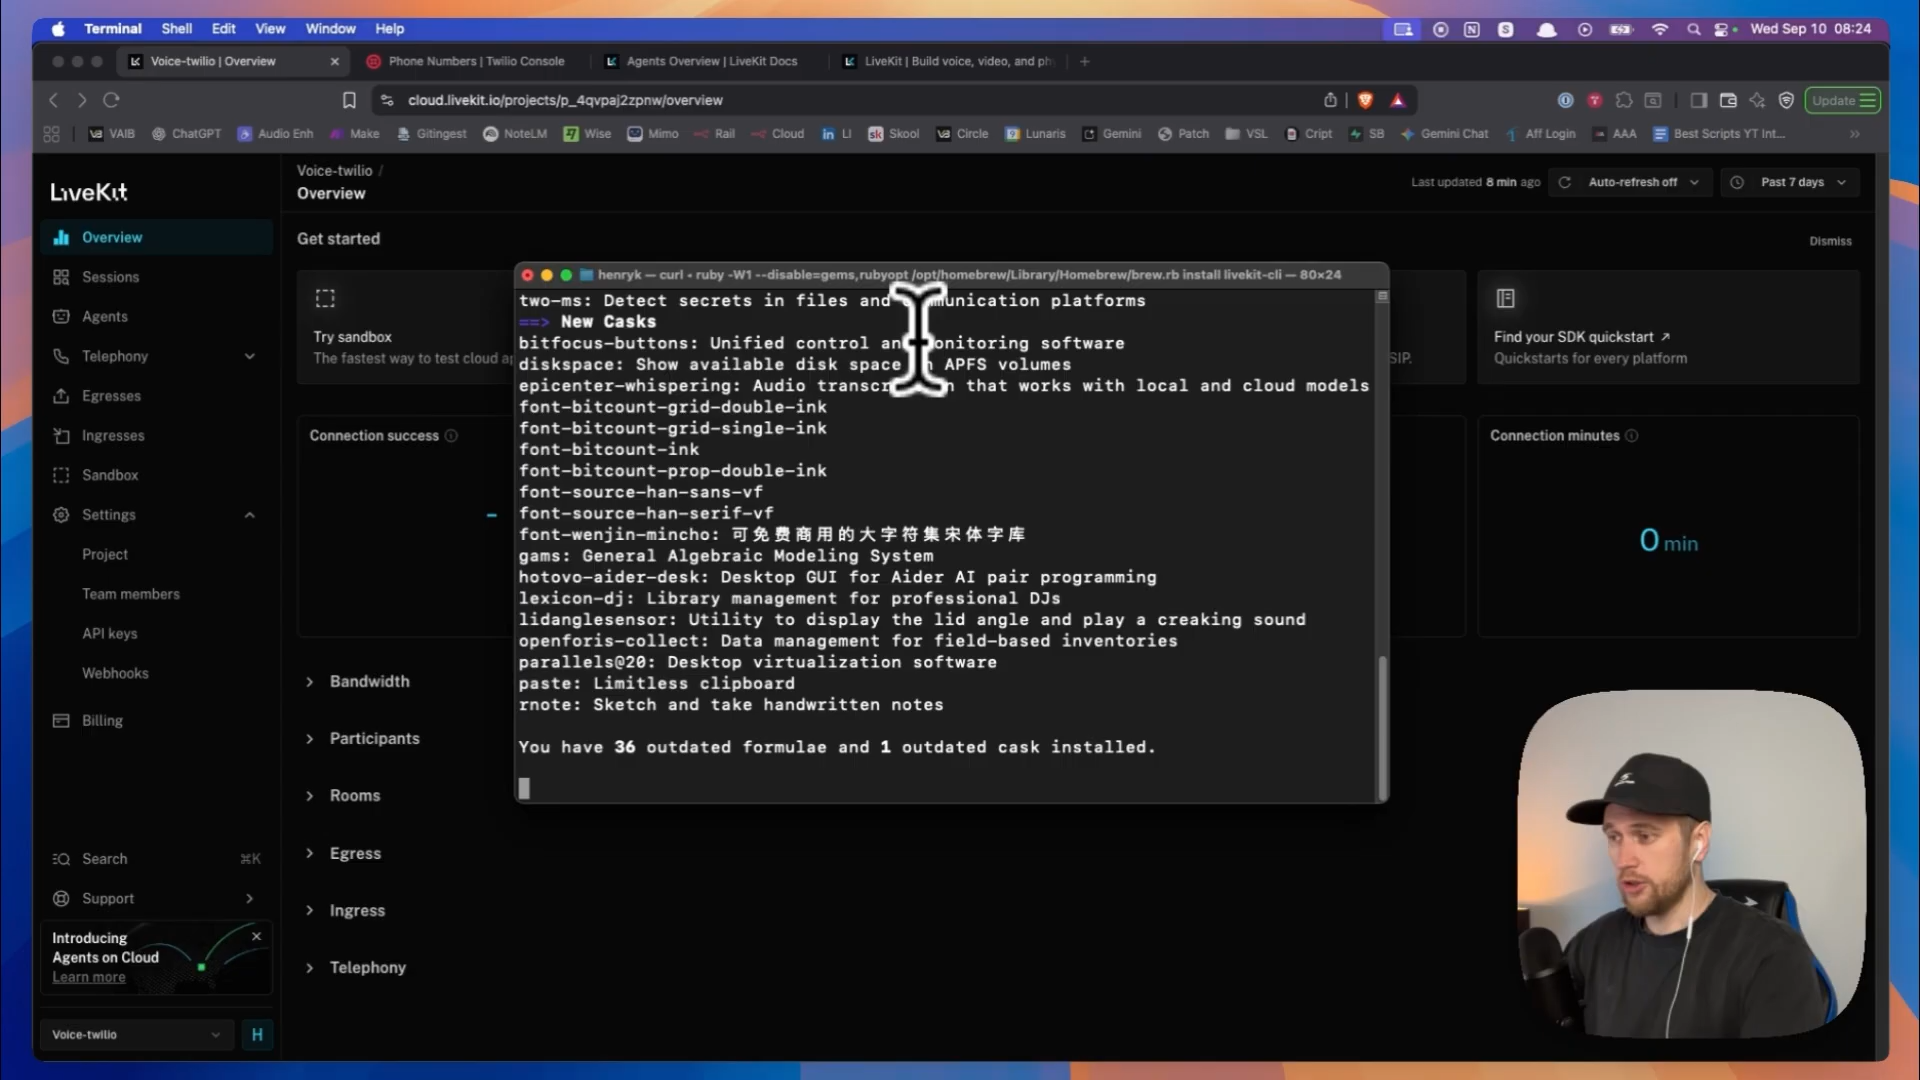 Terminal Shell Edit View Window Help
Wed Sep 10 08:24
Voice-twilio | Overview
Phone Numbers | Twilio Console
Agents Overview | LiveKit Docs
LiveKit | Build voice, video, and ph
cloud.livekit.io/projects/p_4qvpaj2zpnw/overview
Update
VAIB ChatGPT Audio Enh Make Gitingest NoteLM Wise Mimo Rail Cloud LI Skool Circle Lunaris Gemini Patch VSL Cript SB Gemini Chat Aff Login AAA Best Scripts YT Int...
LiveKit
Voice-twilio /
Overview
Last updated 8 min ago
Auto-refresh off
Past 7 days
Overview
Sessions
Agents
Telephony
Egresses
Ingresses
Sandbox
Settings
Project
Team members
API keys
Webhooks
Billing
Search ⌘K
Support
Introducing
Agents on Cloud
Learn more
Voice-twilio
H
Get started
Dismiss
Try sandbox
The fastest way to test cloud ap
SIP.
Find your SDK quickstart ↗
Quickstarts for every platform
Connection success
-
Connection minutes
0 min
Bandwidth
Participants
Rooms
Egress
Ingress
Telephony
henryk — curl • ruby -W1 --disable=gems,rubyopt /opt/homebrew/Library/Homebrew/brew.rb install livekit-cli — 80×24
two-ms: Detect secrets in files and communication platforms
==> New Casks
bitfocus-buttons: Unified control and monitoring software
diskspace: Show available disk space in APFS volumes
epicenter-whispering: Audio transcription that works with local and cloud models
font-bitcount-grid-double-ink
font-bitcount-grid-single-ink
font-bitcount-ink
font-bitcount-prop-double-ink
font-source-han-sans-vf
font-source-han-serif-vf
font-wenjin-mincho: 可免费商用的大字符集宋体字库
gams: General Algebraic Modeling System
hotovo-aider-desk: Desktop GUI for Aider AI pair programming
lexicon-dj: Library management for professional DJs
lidanglesensor: Utility to display the lid angle and play a creaking sound
openforis-collect: Data management for field-based inventories
parallels@20: Desktop virtualization software
paste: Limitless clipboard
rnote: Sketch and take handwritten notes
You have 36 outdated formulae and 1 outdated cask installed.